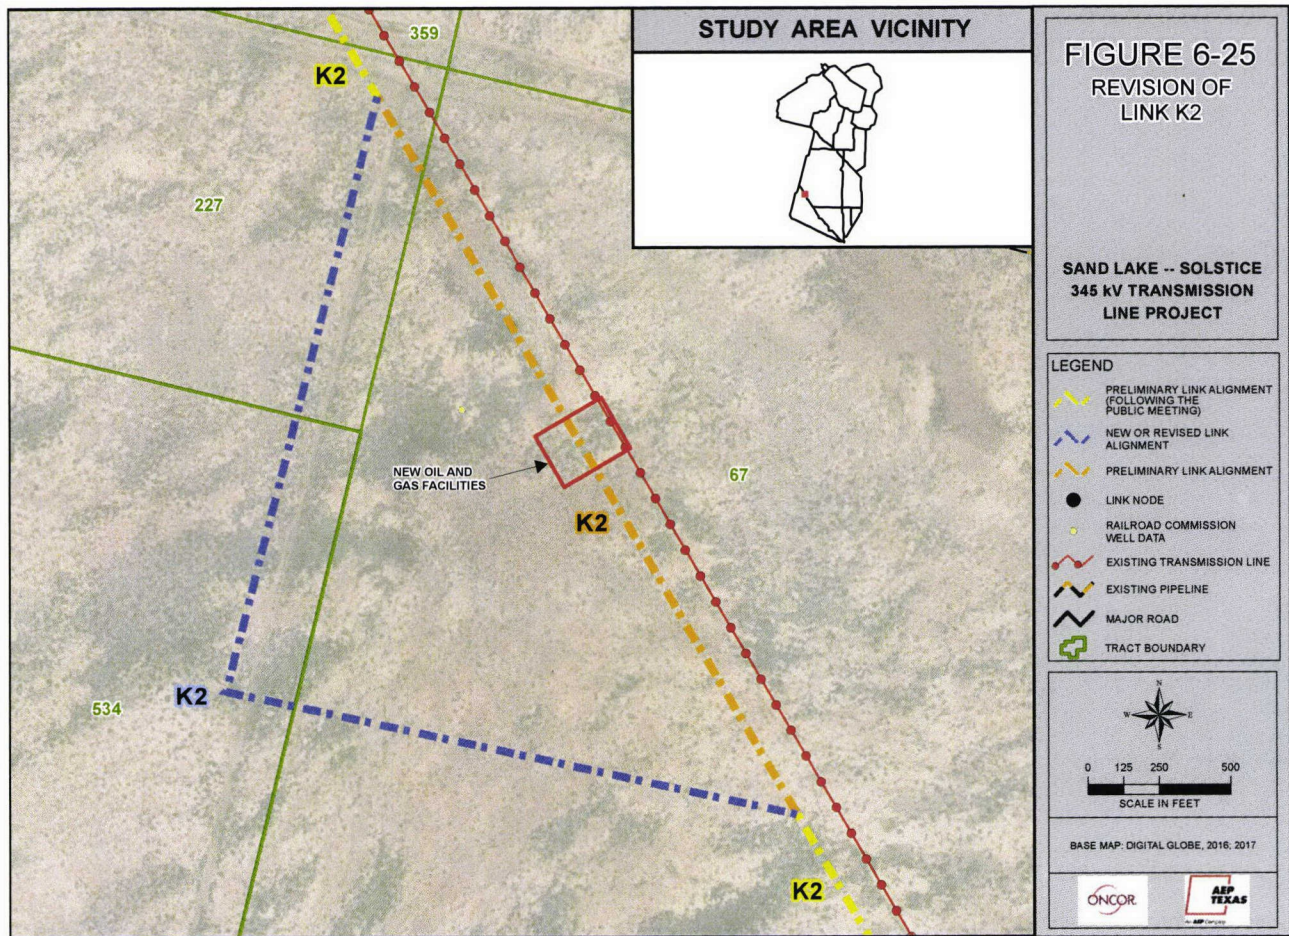 359
K2
227
NEW OIL AND
GAS FACILITIES
67
K2
K2
534
K2
STUDY AREA VICINITY
FIGURE 6-25
REVISION OF
LINK K2
SAND LAKE -- SOLSTICE
345 kV TRANSMISSION
LINE PROJECT
LEGEND
PRELIMINARY LINK ALIGNMENT
(FOLLOWING THE
PUBLIC MEETING)
NEW OR REVISED LINK
ALIGNMENT
PRELIMINARY LINK ALIGNMENT
LINK NODE
RAILROAD COMMISSION
WELL DATA
EXISTING TRANSMISSION LINE
EXISTING PIPELINE
MAJOR ROAD
TRACT BOUNDARY
N
W E
S
0 125 250 500
SCALE IN FEET
BASE MAP: DIGITAL GLOBE, 2016; 2017
ONCOR
AEP
TEXAS
An AEP Company